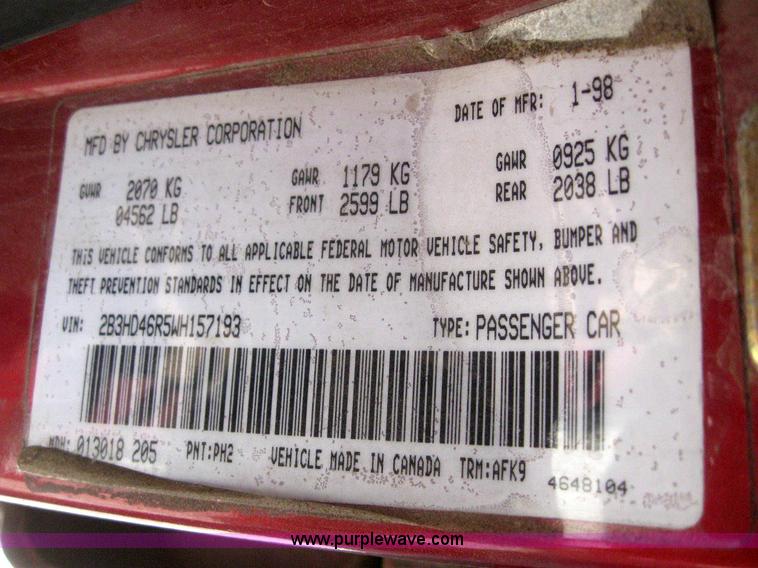 MFD BY CHRYSLER CORPORATION DATE OF MFR: 1-98
GVWR 2070 KG GAWR 1179 KG GAWR 0925 KG
04562 LB FRONT 2599 LB REAR 2038 LB
THIS VEHICLE CONFORMS TO ALL APPLICABLE FEDERAL MOTOR VEHICLE SAFETY, BUMPER AND
THEFT PREVENTION STANDARDS IN EFFECT ON THE DATE OF MANUFACTURE SHOWN ABOVE.
VIN: 2B3HD46R5WH157193 TYPE: PASSENGER CAR
MDH: 013018 205 PNT:PH2 VEHICLE MADE IN CANADA TRM:AFK9 4648104
www.purplewave.com